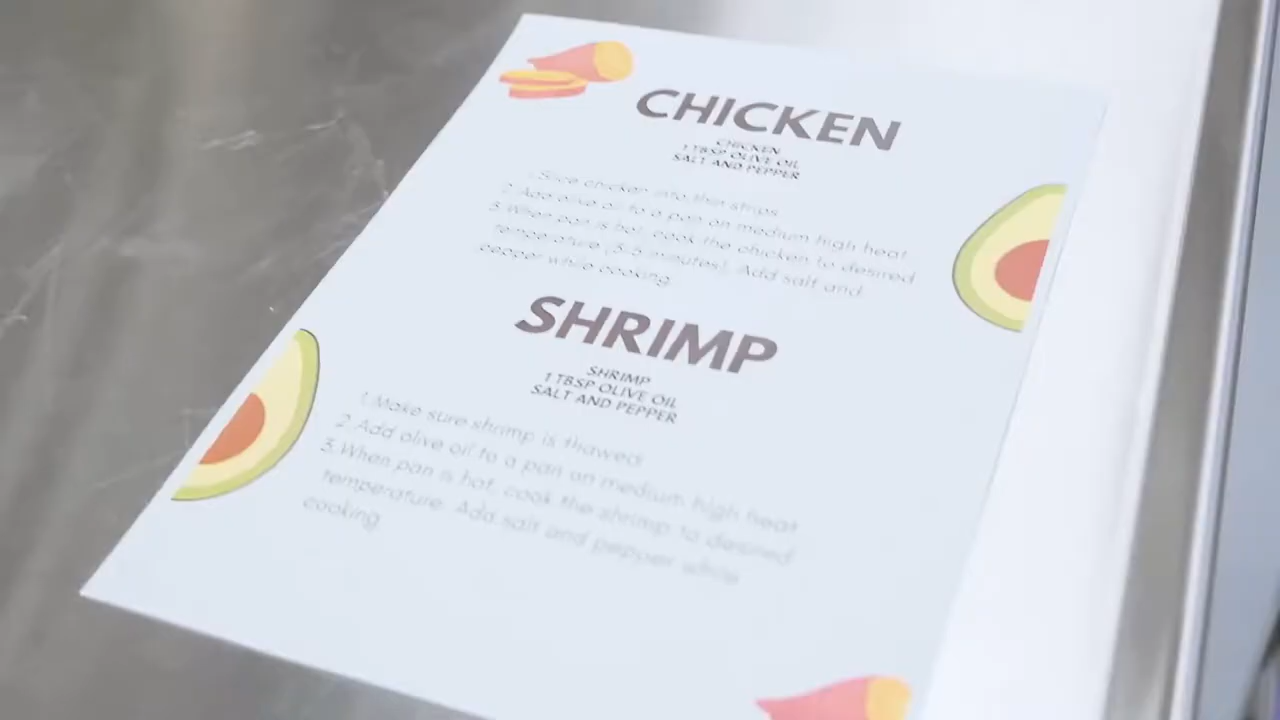 CHICKEN
CHICKEN
1 TBSP OLIVE OIL
SALT AND PEPPER
1. Slice chicken into thin strips.
2. Add olive oil to a pan on medium high heat
3. When pan is hot, cook the chicken to desired
temperature (3-5 minutes). Add salt and
pepper while cooking.
SHRIMP
SHRIMP
1 TBSP OLIVE OIL
SALT AND PEPPER
1. Make sure shrimp is thawed
2. Add olive oil to a pan on medium high heat
3. When pan is hot, cook the shrimp to desired
temperature. Add salt and pepper while
cooking.